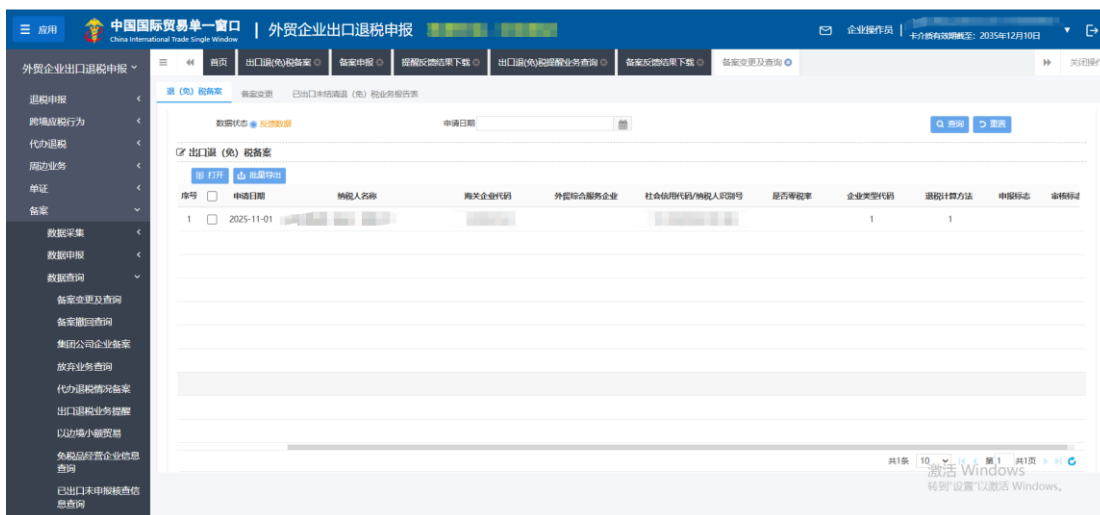 应用
中国国际贸易单一窗口
China International Trade Single Window
外贸企业出口退税申报
企业操作员
卡介质有效期截至：2035年12月10日
外贸企业出口退税申报
首页
出口退(免)税备案
备案申报
提醒反馈结果下载
出口退(免)税提醒业务查询
备案反馈结果下载
备案变更及查询
关闭操作
退（免）税备案
备案变更
已出口未结清退（免）税业务报告表
退税申报
跨境应税行为
代办退税
周边业务
单证
备案
数据采集
数据申报
数据查询
备案变更及查询
备案撤回查询
集团公司企业备案
放弃业务查询
代办退税情况备案
出口退税业务提醒
以边境小额贸易
免税品经营企业信息
查询
已出口未申报核查信
息查询
数据状态 反馈数据
申请日期
查询
重置
出口退（免）税备案
打开
批量导出
序号 申请日期 纳税人名称 海关企业代码 外贸综合服务企业 社会信用代码/纳税人识别号 是否零税率 企业类型代码 退税计算方法 申报标志 审核标志
1 2025-11-01 1 1
共1条 10 第 1 共1页
激活 Windows
转到"设置"以激活 Windows。